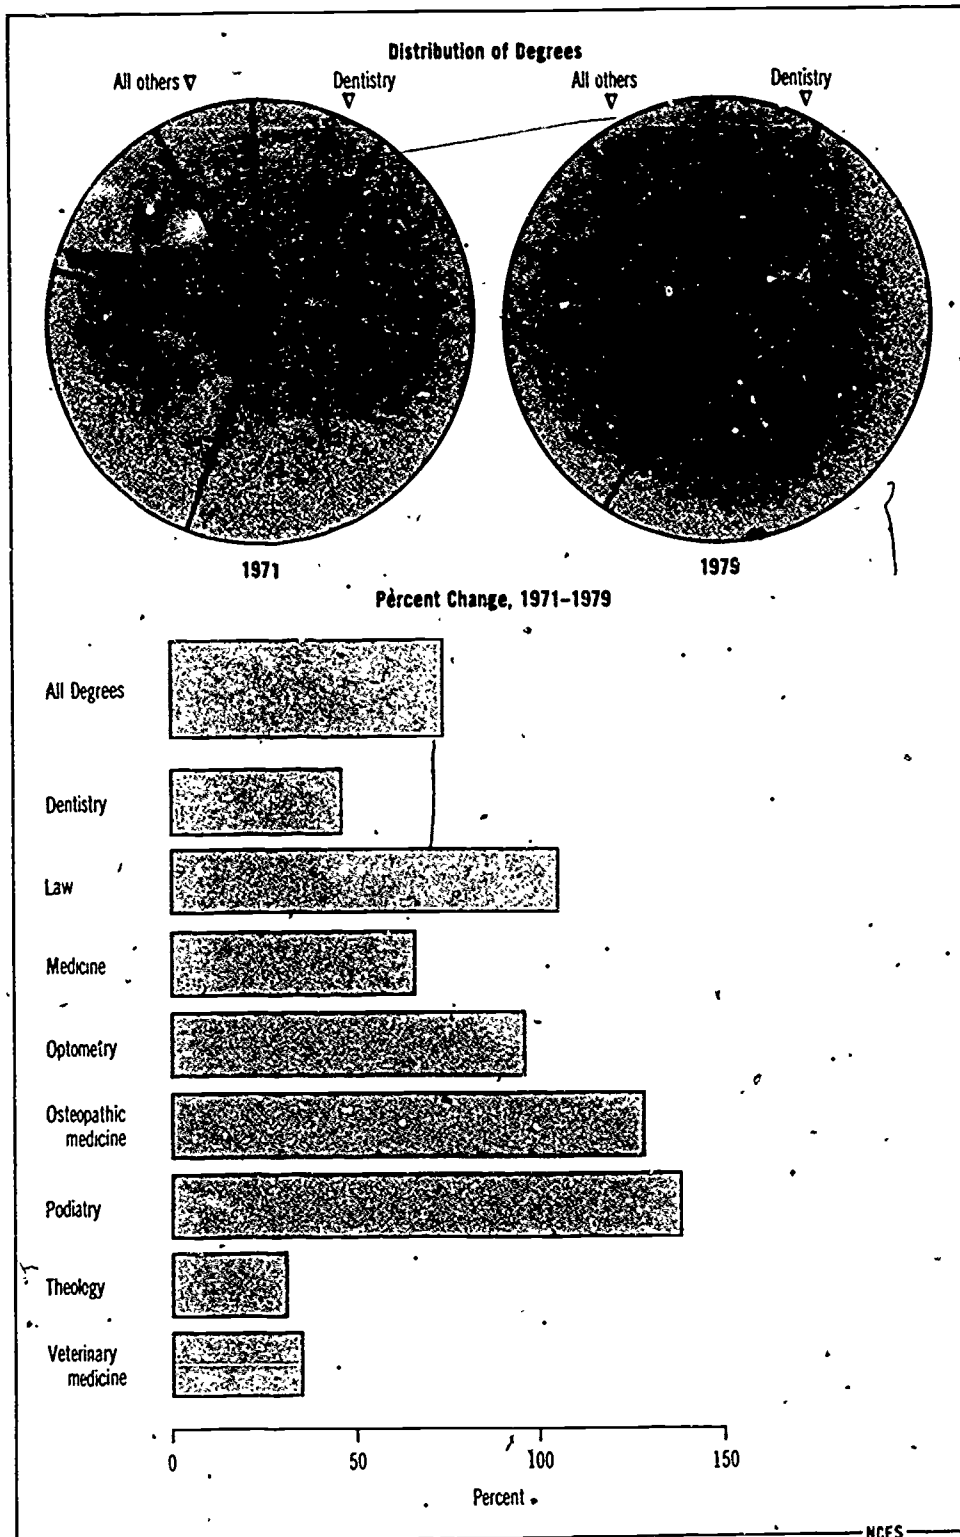 Distribution of Degrees
All others ▽ Dentistry ▽ All others ▽ Dentistry ▽
1971 1979
Percent Change, 1971–1979
All Degrees
Dentistry
Law
Medicine
Optometry
Osteopathic
medicine
Podiatry
Theology
Veterinary
medicine
0 50 100 150
Percent
NCES